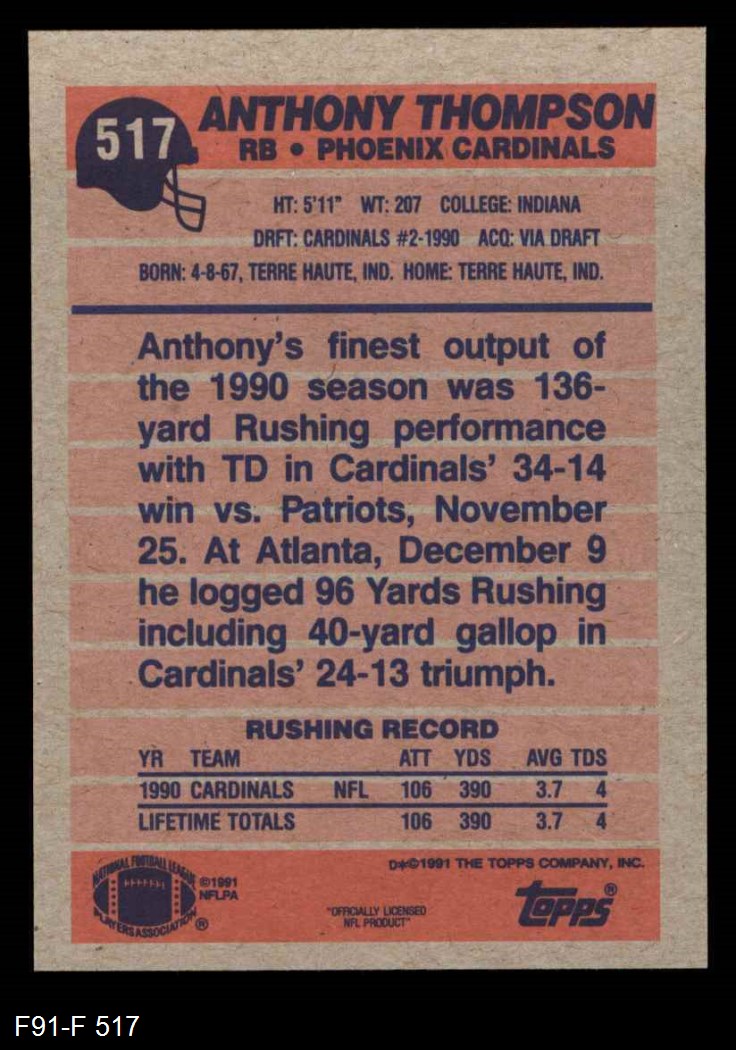 517
ANTHONY THOMPSON
RB • PHOENIX CARDINALS
HT: 5'11" WT: 207 COLLEGE: INDIANA
DRFT: CARDINALS #2-1990 ACQ: VIA DRAFT
BORN: 4-8-67, TERRE HAUTE, IND. HOME: TERRE HAUTE, IND.
Anthony's finest output of
the 1990 season was 136-
yard Rushing performance
with TD in Cardinals' 34-14
win vs. Patriots, November
25. At Atlanta, December 9
he logged 96 Yards Rushing
including 40-yard gallop in
Cardinals' 24-13 triumph.
RUSHING RECORD
YR TEAM ATT YDS AVG TDS
1990 CARDINALS NFL 106 390 3.7 4
LIFETIME TOTALS 106 390 3.7 4
NATIONAL FOOTBALL LEAGUE
PLAYERS ASSOCIATION ®
©1991
NFLPA
D*©1991 THE TOPPS COMPANY, INC.
"OFFICIALLY LICENSED
NFL PRODUCT"
topps®
F91-F 517